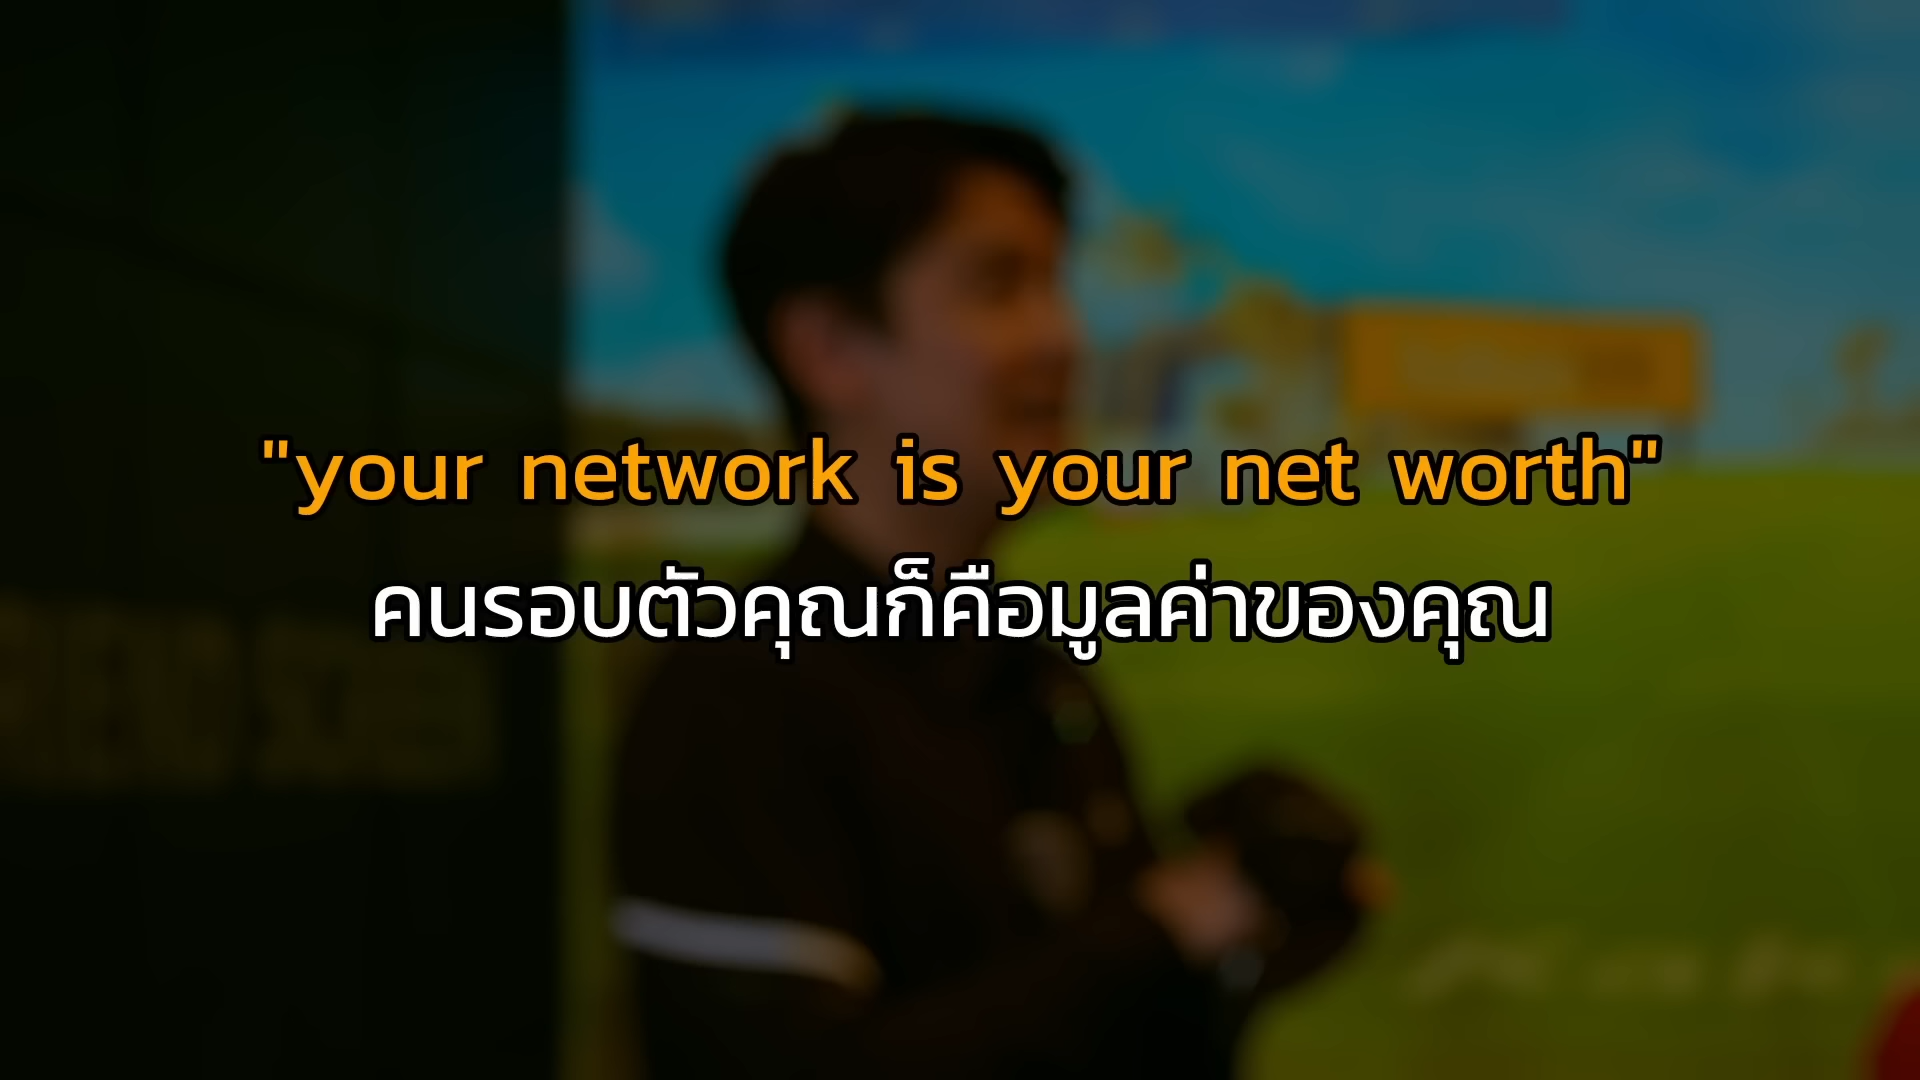 "your network is your net worth"
คนรอบตัวคุณก็คือมูลค่าของคุณ